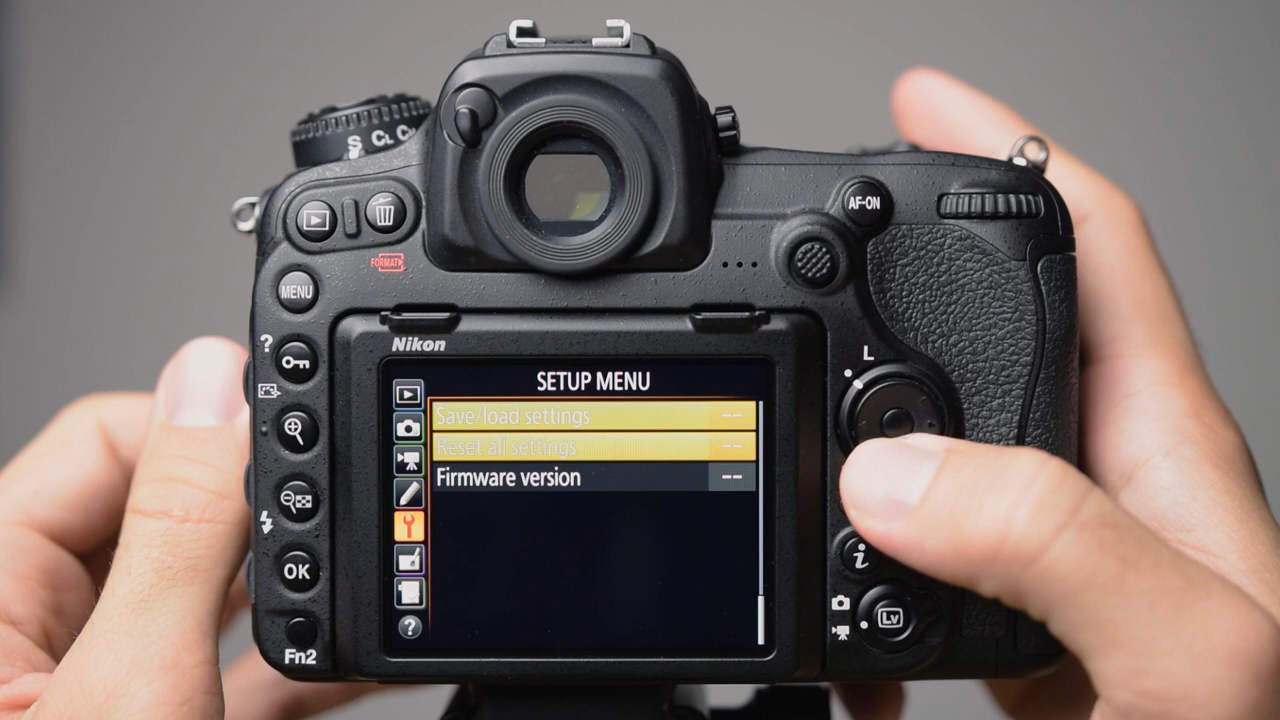 S CL
AF-ON
FORMAT
MENU
?
L
Nikon
SETUP MENU
Save/load settings --
Reset all settings --
Firmware version --
?
i
OK
Lv
Fn2